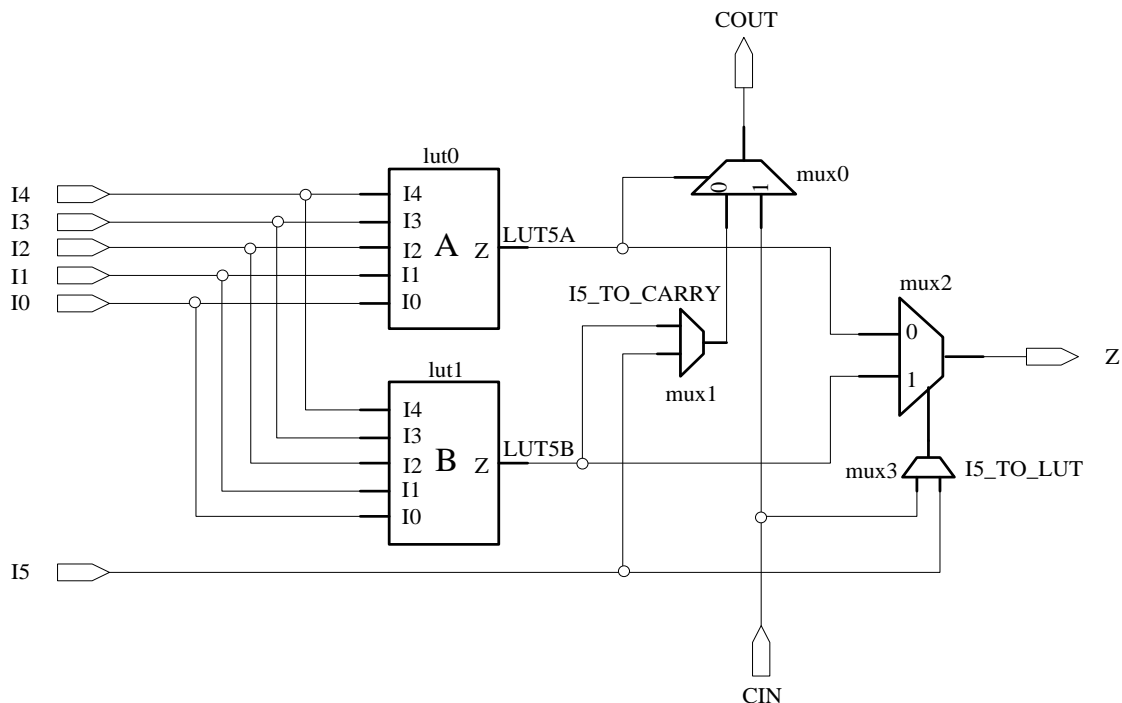 COUT
lut0
mux0
I4
I3
I2
I1
I0
I4
I3
I2
I1
I0
A
Z
LUT5A
0
1
I5_TO_CARRY
mux1
mux2
0
1
Z
lut1
I4
I3
I2
I1
I0
B
Z
LUT5B
mux3
I5_TO_LUT
I5
CIN